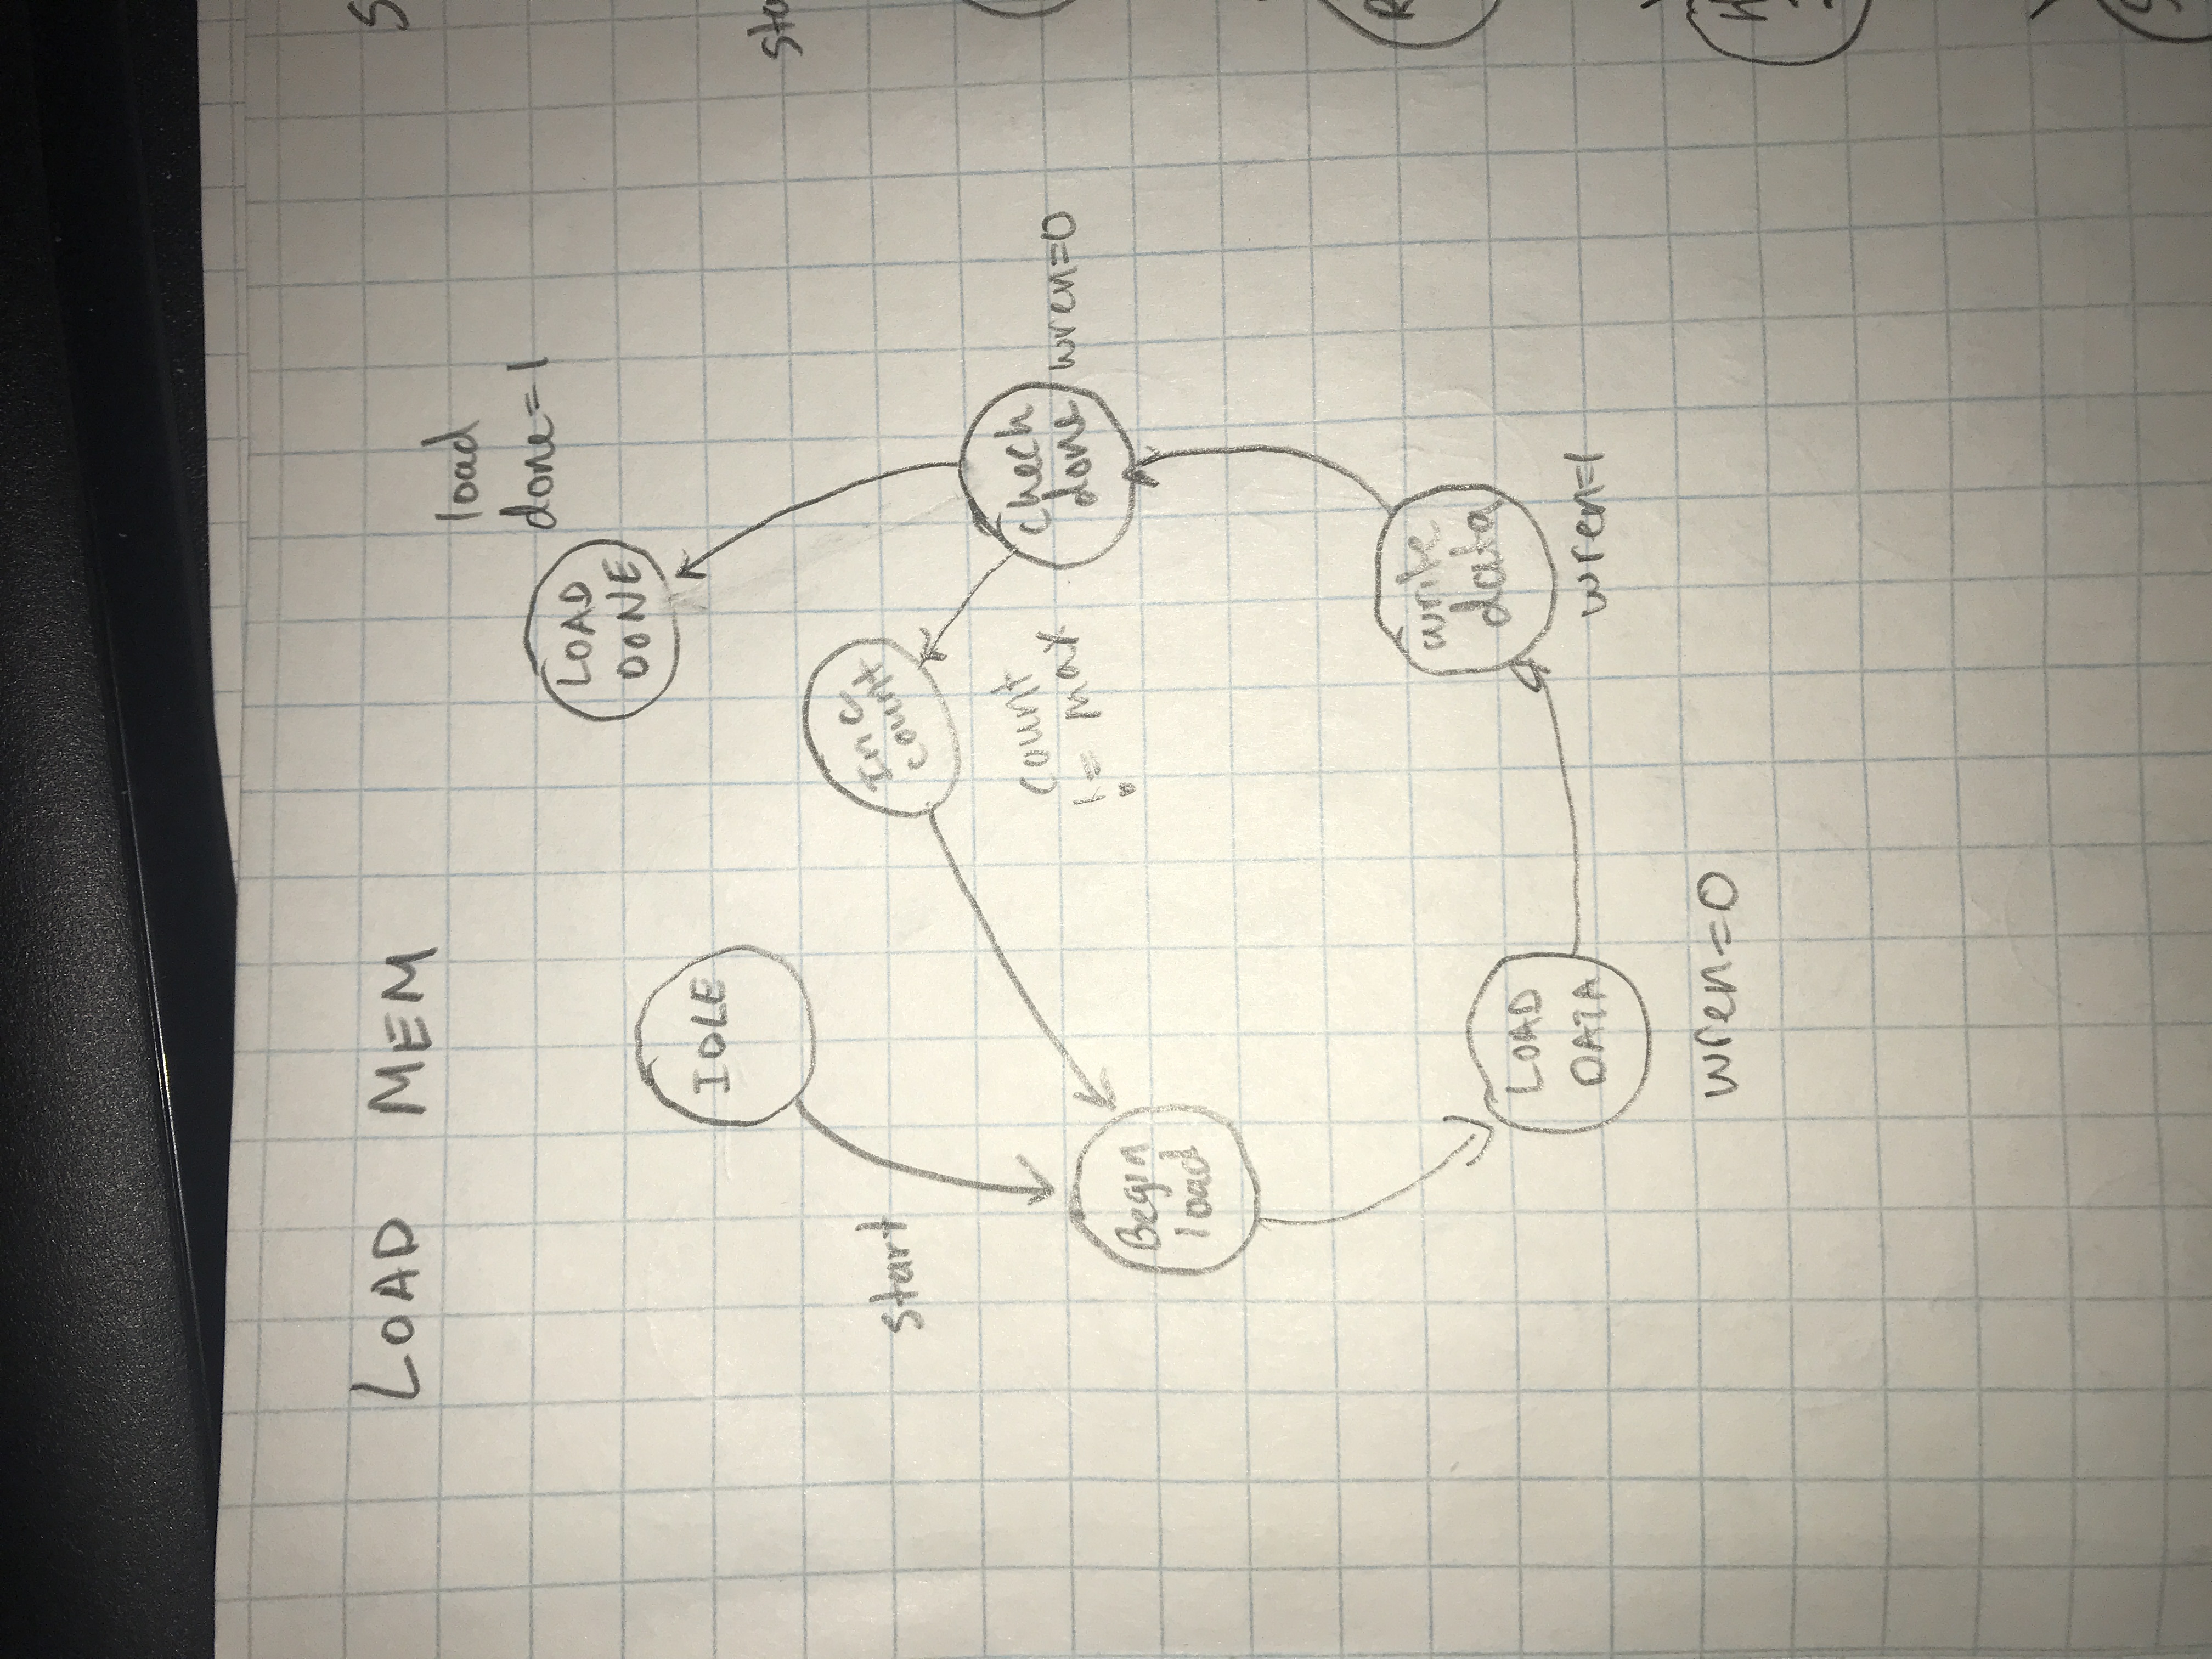 LOAD MEM
load
done=1
LOAD
DONE
IDLE
start
Inc
count
count
!= max
check
done
wren=0
Begin
load
write
data
wren=1
LOAD
DATA
wren=0
S
sta
R